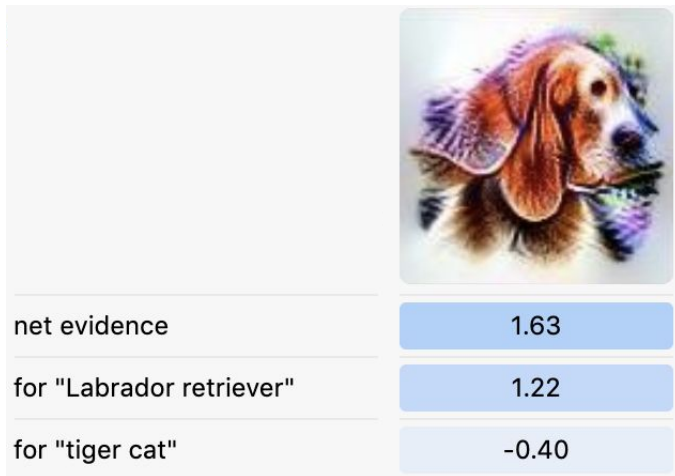 net evidence 1.63
for "Labrador retriever" 1.22
for "tiger cat" -0.40